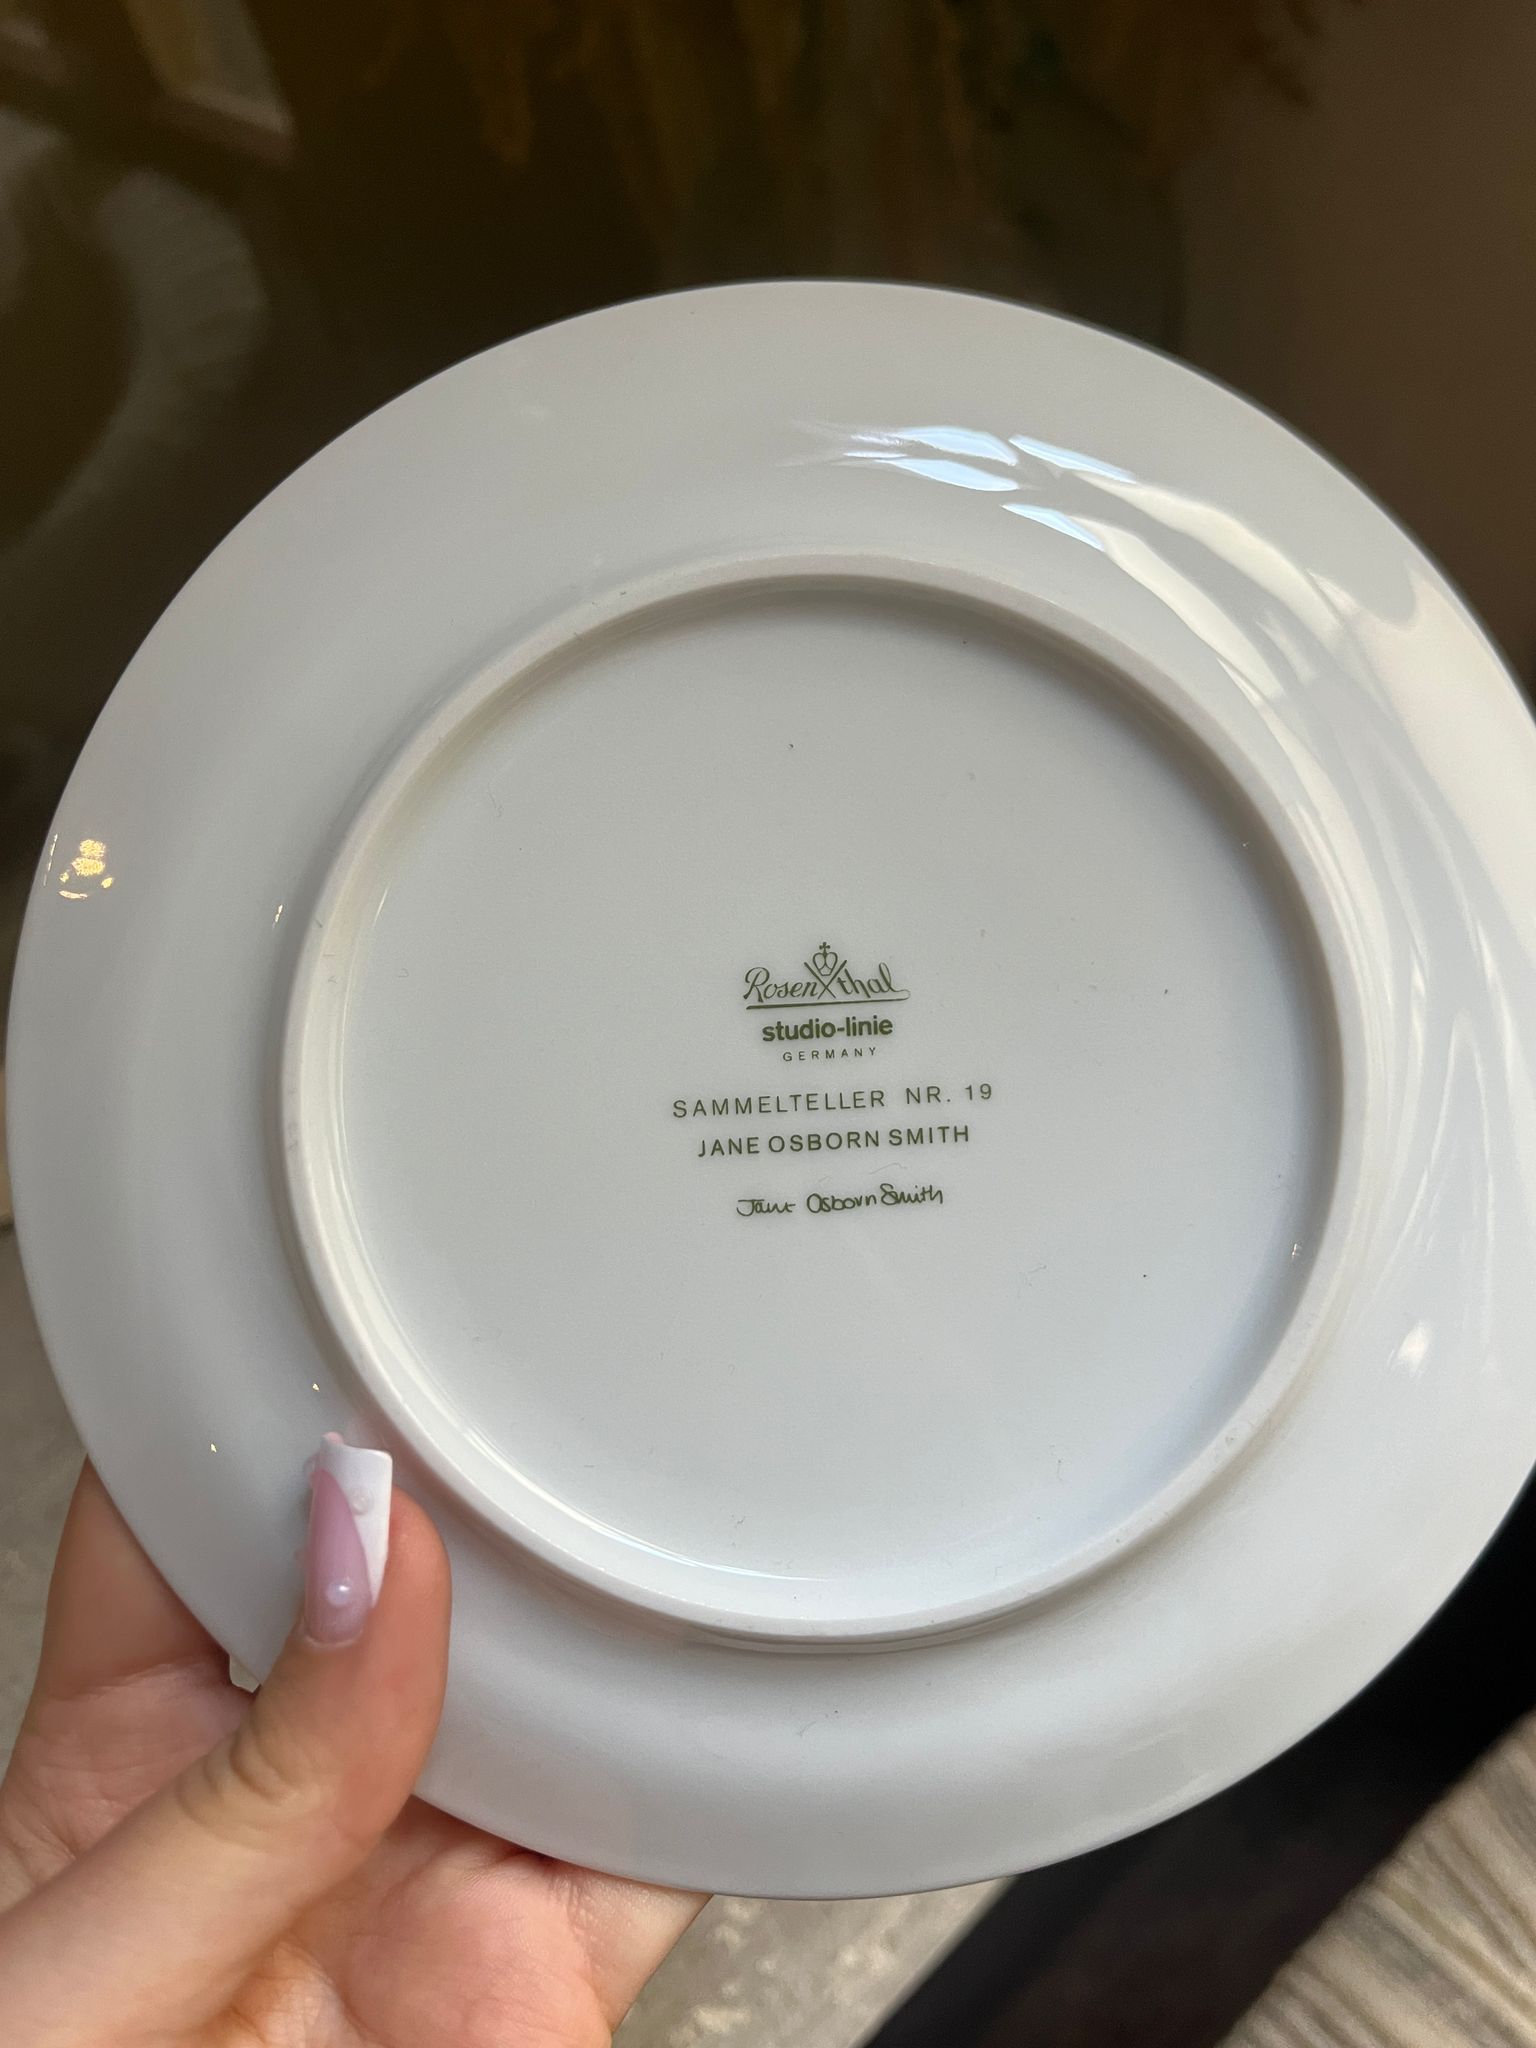 Rosenthal
studio-linie
GERMANY
SAMMELTELLER NR. 19
JANE OSBORN SMITH
Jane Osborn Smith